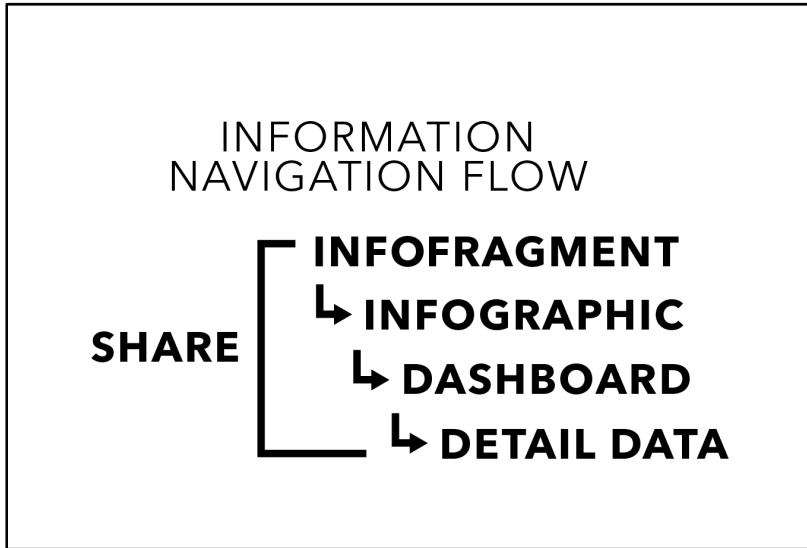 INFORMATION
NAVIGATION FLOW
INFOFRAGMENT
INFOGRAPHIC
SHARE
DASHBOARD
DETAIL DATA